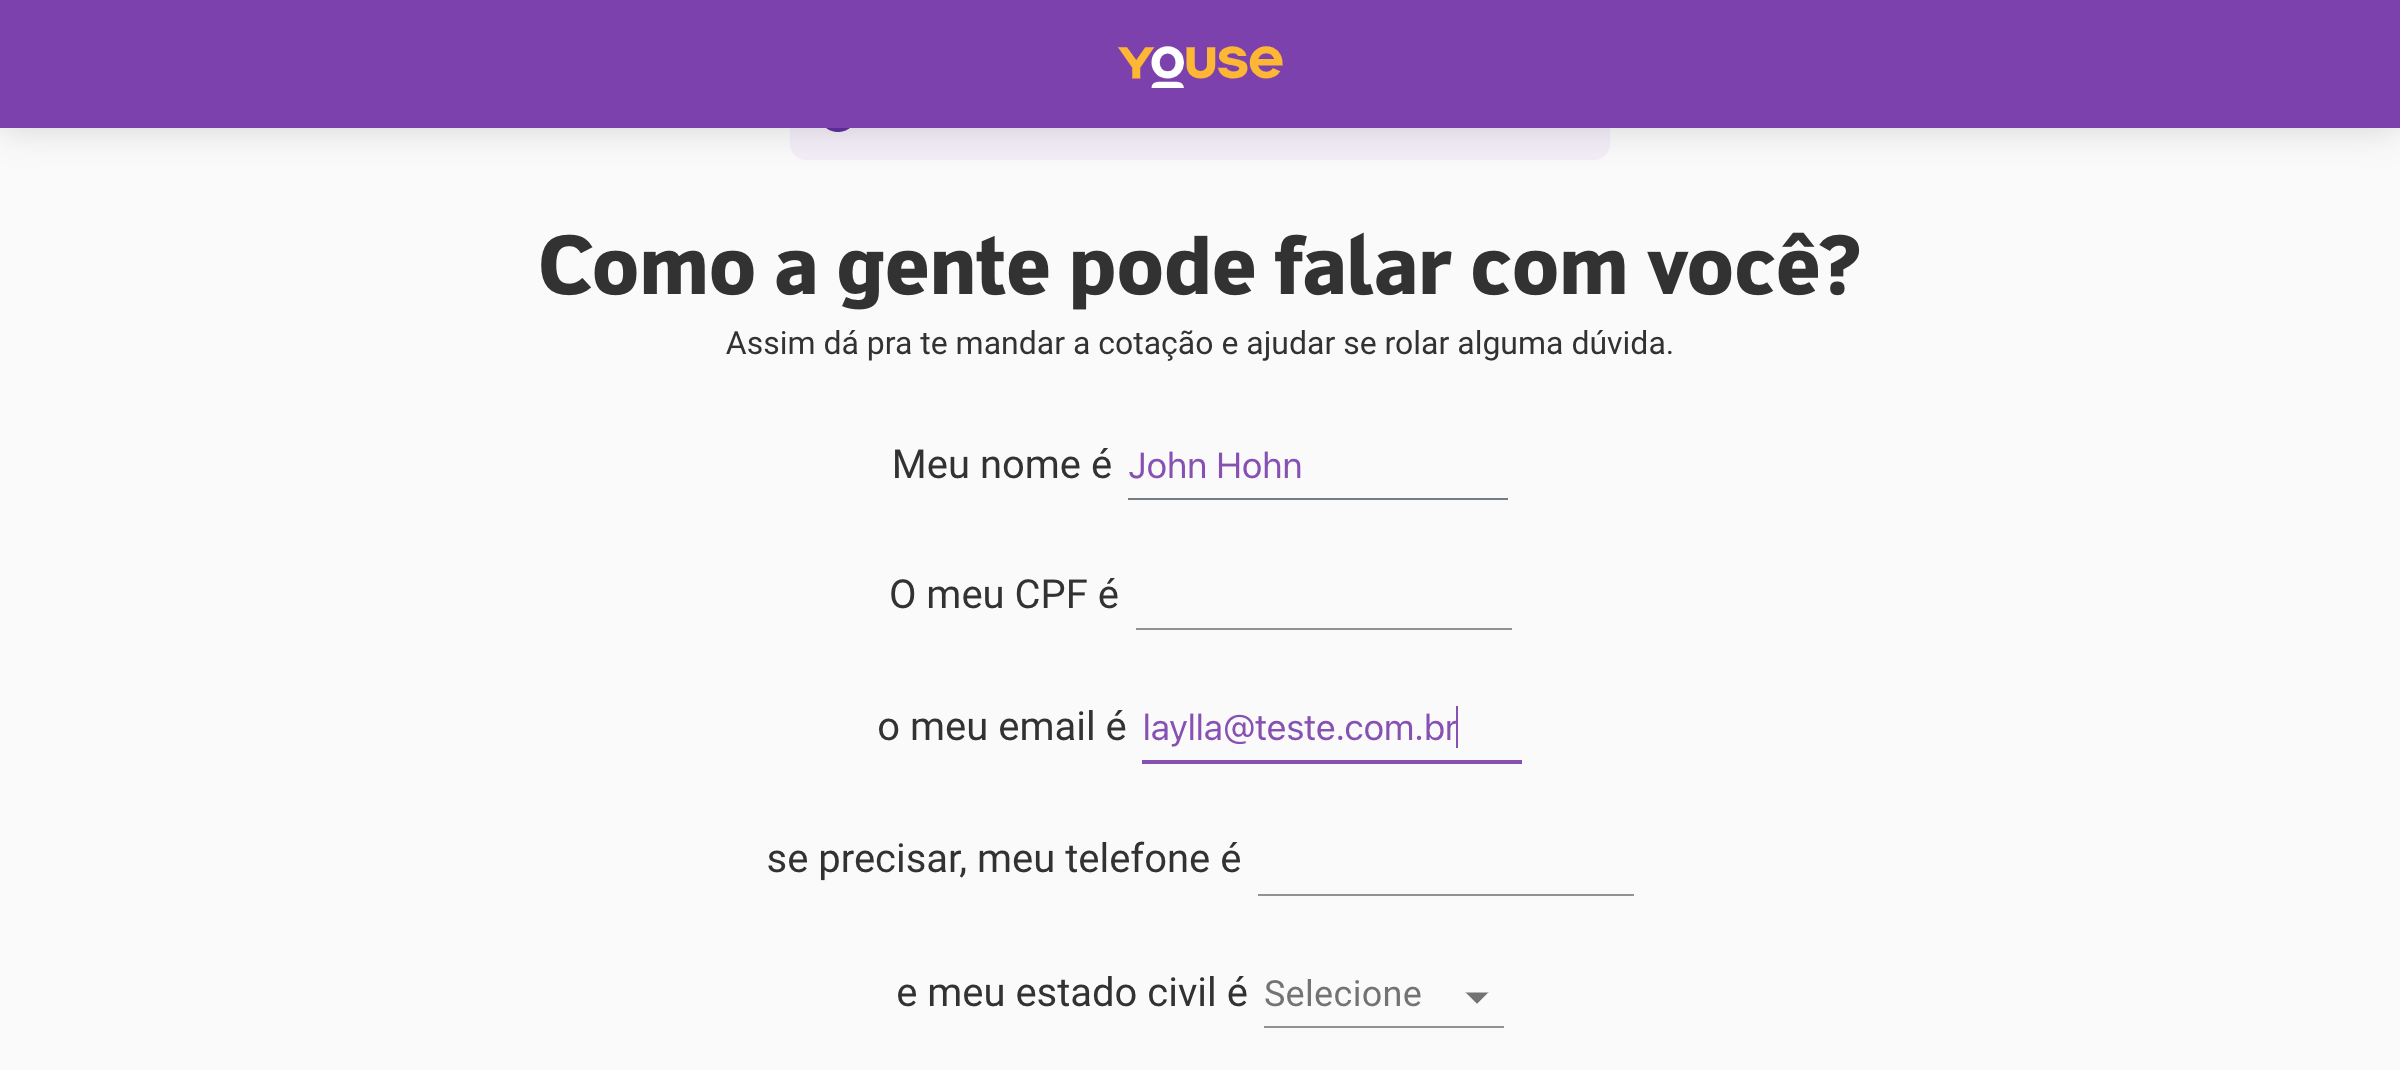 YOUSE
Como a gente pode falar com você?
Assim dá pra te mandar a cotação e ajudar se rolar alguma dúvida.
Meu nome é John Hohn
O meu CPF é
o meu email é laylla@teste.com.br
se precisar, meu telefone é
e meu estado civil é Selecione